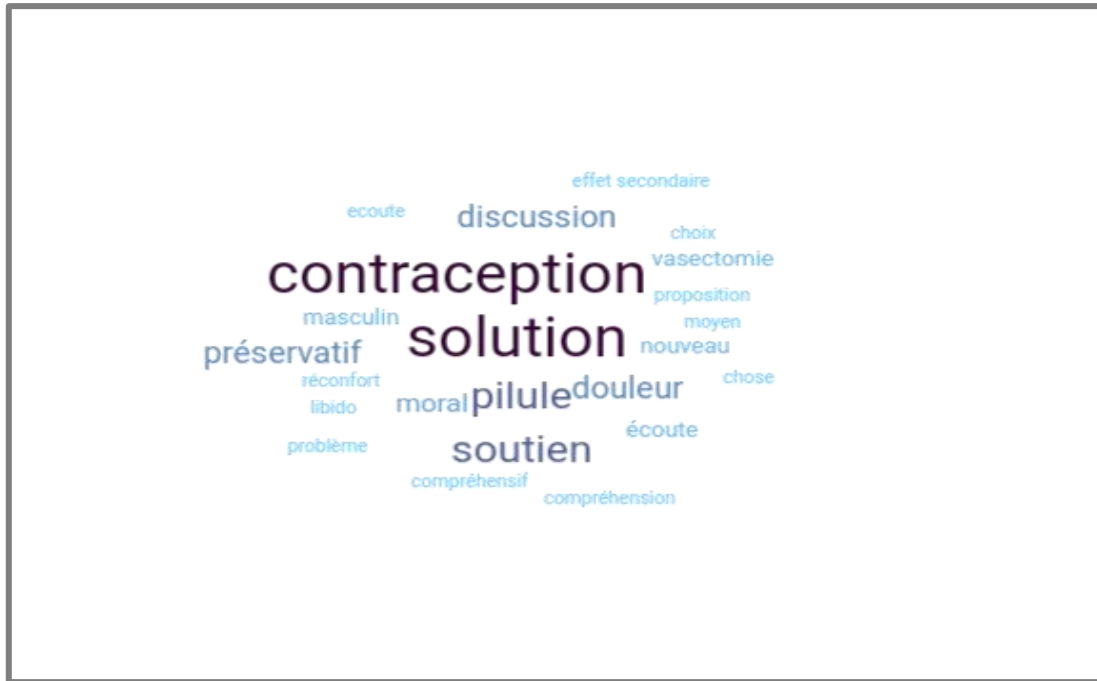 effet secondaire
ecoute
discussion
choix
contraception
vasectomie
proposition
masculin
solution
moyen
préservatif
nouveau
réconfort
moral
pilule
douleur
chose
libido
écoute
problème
soutien
compréhensif
compréhension